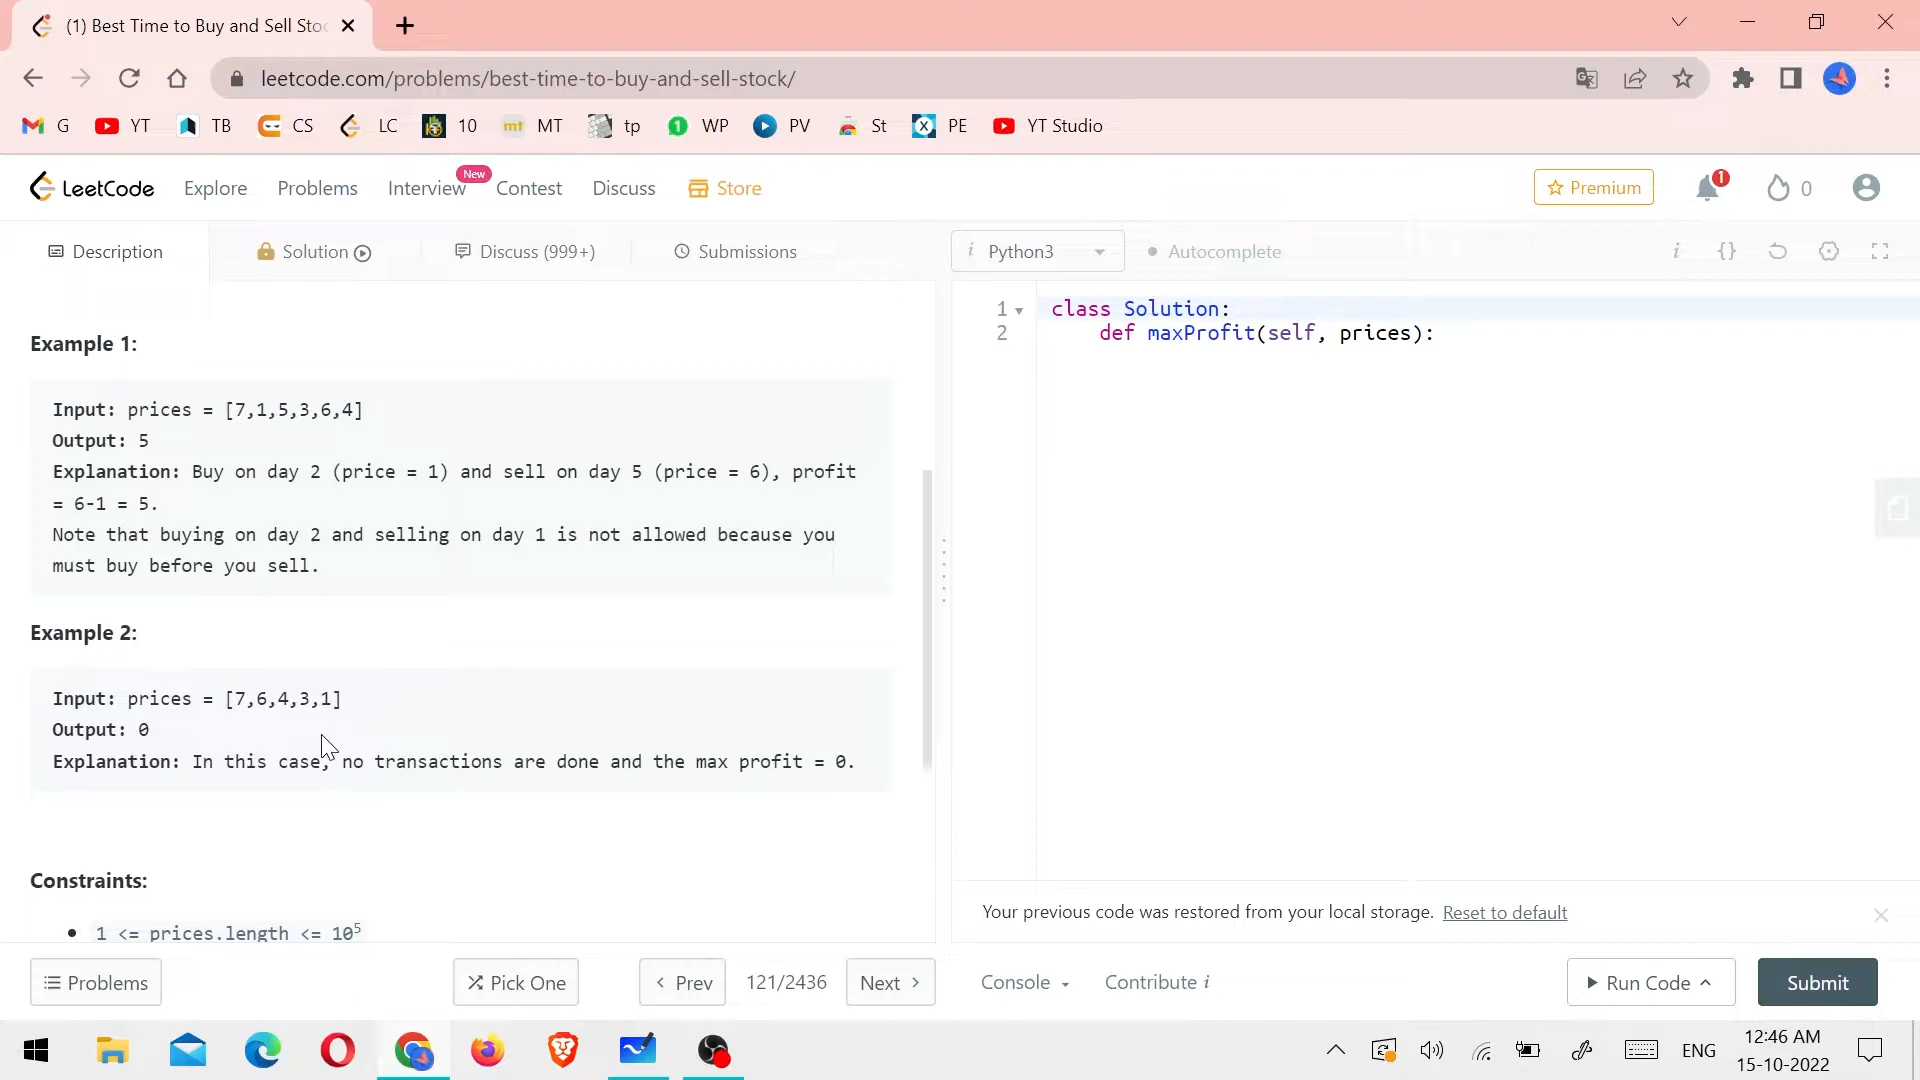 (1) Best Time to Buy and Sell Sto
leetcode.com/problems/best-time-to-buy-and-sell-stock/
G YT TB CS LC 10 mt MT tp 1 WP PV St X PE YT Studio
LeetCode Explore Problems Interview New Contest Discuss Store Premium 1 0
Description Solution Discuss (999+) Submissions
i Python3 Autocomplete i {}
Example 1:
Input: prices = [7,1,5,3,6,4]
Output: 5
Explanation: Buy on day 2 (price = 1) and sell on day 5 (price = 6), profit
= 6-1 = 5.
Note that buying on day 2 and selling on day 1 is not allowed because you
must buy before you sell.
Example 2:
Input: prices = [7,6,4,3,1]
Output: 0
Explanation: In this case, no transactions are done and the max profit = 0.
Constraints:
1 <= prices.length <= 10⁵
1 class Solution:
2     def maxProfit(self, prices):
Your previous code was restored from your local storage. Reset to default
Problems Pick One < Prev 121/2436 Next >
Console Contribute i Run Code Submit
ENG 12:46 AM
15-10-2022